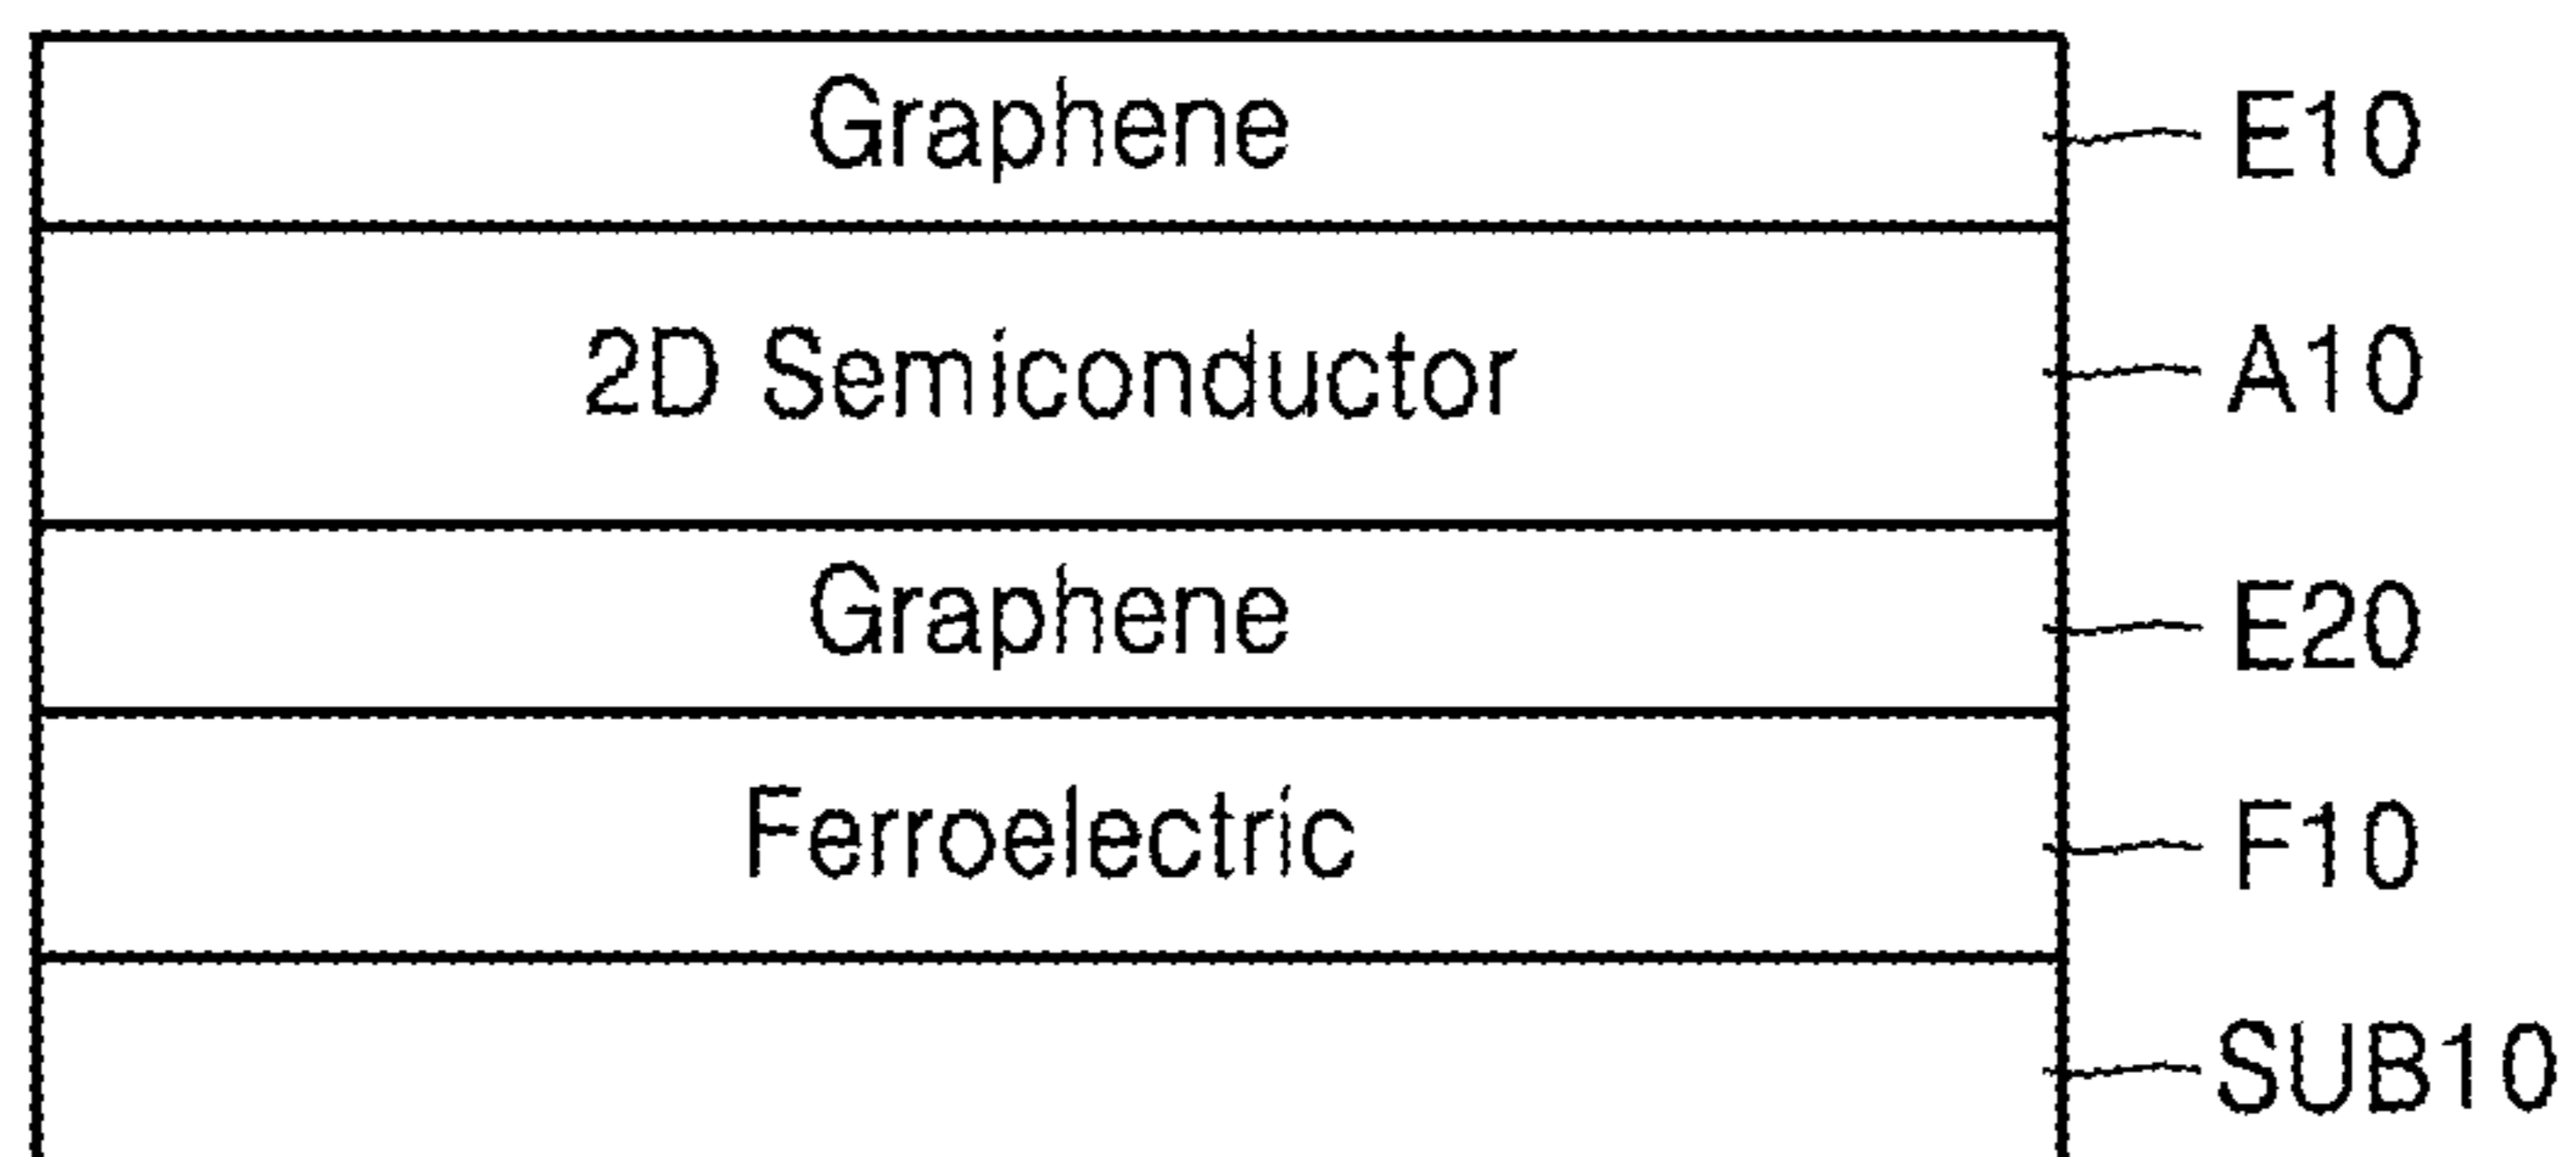 Graphene E10
2D Semiconductor A10
Graphene E20
Ferroelectric F10
SUB10